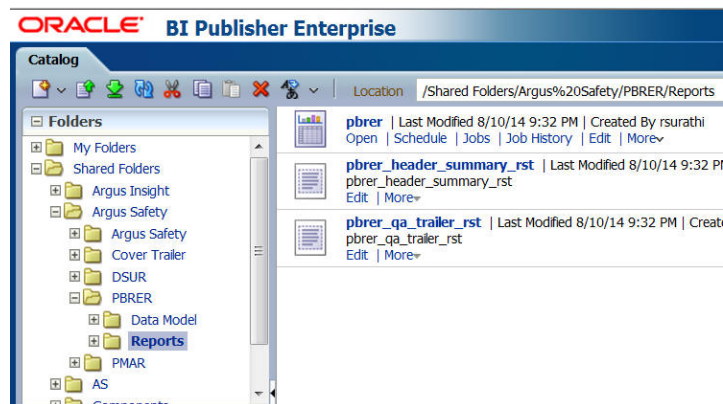 ORACLE BI Publisher Enterprise
Catalog
Location /Shared Folders/Argus%20Safety/PBRER/Reports
Folders
My Folders
Shared Folders
Argus Insight
Argus Safety
Argus Safety
Cover Trailer
DSUR
PBRER
Data Model
Reports
PMAR
AS
Components
pbrer | Last Modified 8/10/14 9:32 PM | Created By rsurathi
Open | Schedule | Jobs | Job History | Edit | More
pbrer_header_summary_rst | Last Modified 8/10/14 9:32 PM
pbrer_header_summary_rst
Edit | More
pbrer_qa_trailer_rst | Last Modified 8/10/14 9:32 PM | Create
pbrer_qa_trailer_rst
Edit | More